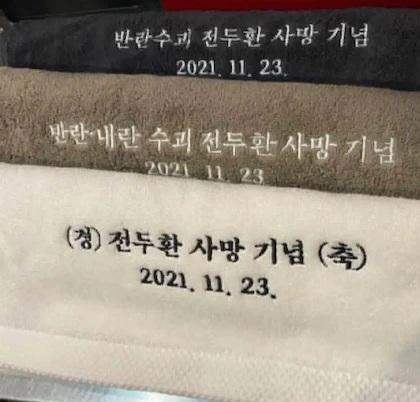 반란수괴 전두환 사망 기념
2021. 11. 23.
반란·내란 수괴 전두환 사망 기념
2021. 11. 23
(경) 전두환 사망 기념 (축)
2021. 11. 23.